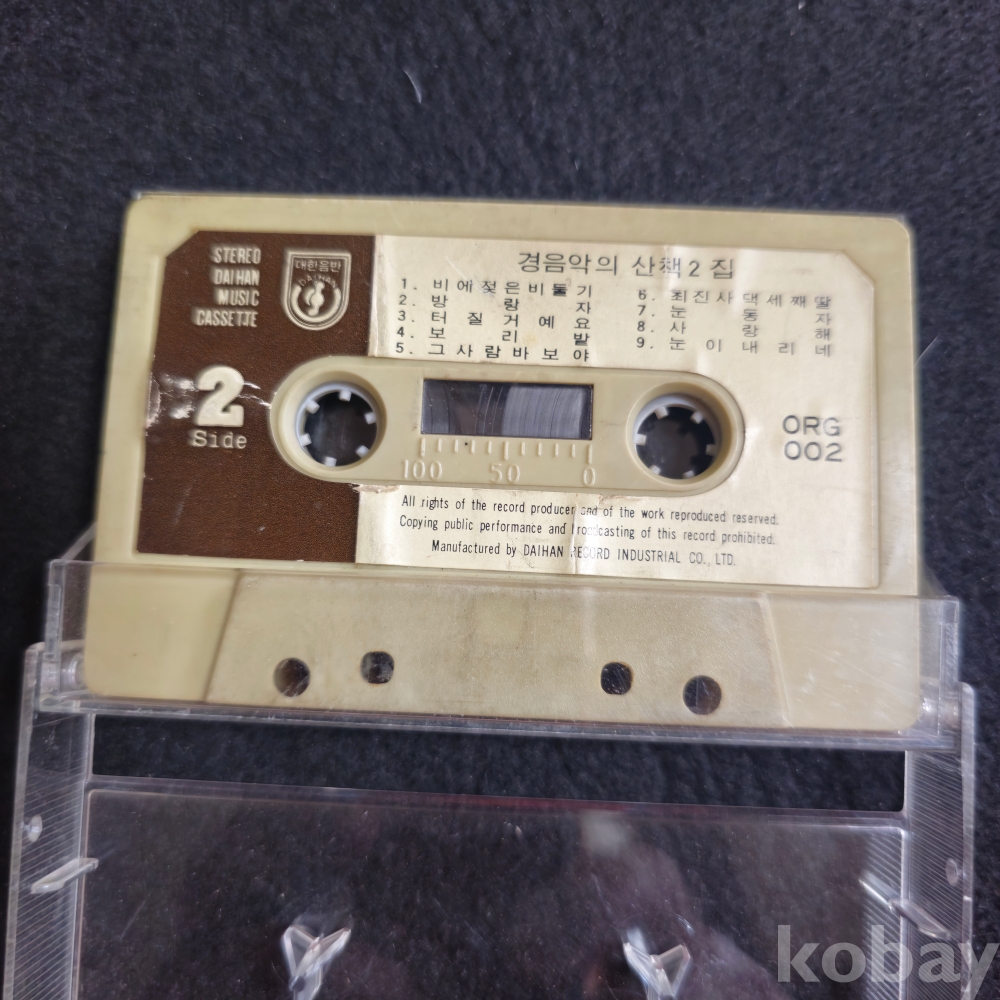 STEREO
DAIHAN
MUSIC
CASSETTE
대한음반
DAIHAN
2
Side
경음악의 산책 2 집
1. 비에젖은비둘기
2. 방랑자
3. 터질거예요
4. 보리밭
5. 그사람바보야
6. 최진사댁세째딸
7. 눈동자
8. 사랑해
9. 눈이내리네
ORG
002
100 50 0
All rights of the record producer and of the work reproduced reserved.
Copying public performance and broadcasting of this record prohibited.
Manufactured by DAIHAN RECORD INDUSTRIAL CO., LTD.
kobay